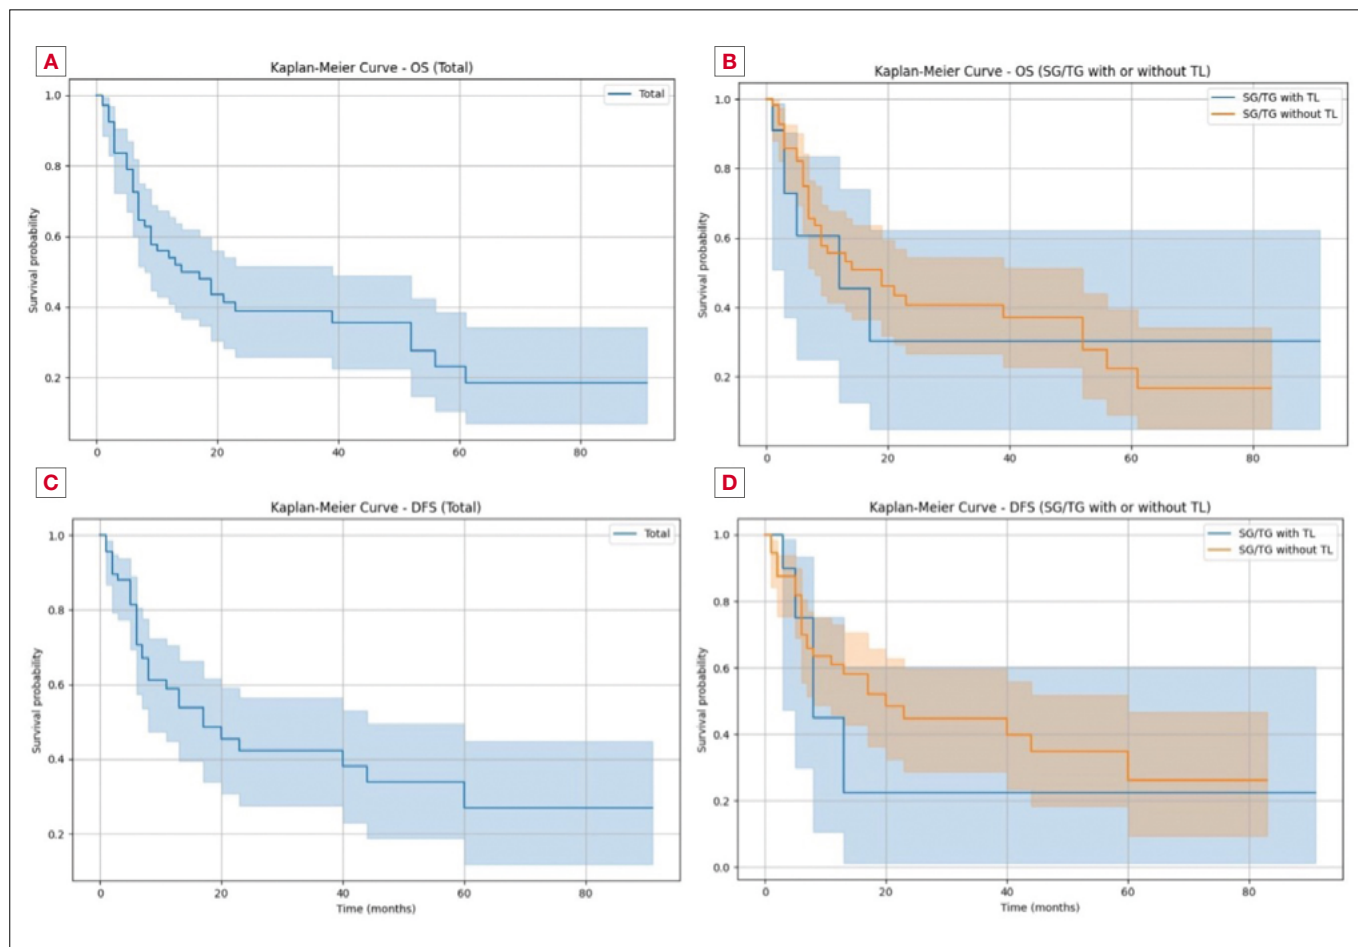 A
Kaplan-Meier Curve - OS (Total)
Total
1.0
0.8
0.6
0.4
0.2
Survival probability
0
20
40
60
80
B
Kaplan-Meier Curve - OS (SG/TG with or without TL)
SG/TG with TL
SG/TG without TL
1.0
0.8
0.6
0.4
0.2
Survival probability
0
20
40
60
80
C
Kaplan-Meier Curve - DFS (Total)
Total
1.0
0.8
0.6
0.4
0.2
Survival probability
0
20
40
60
80
Time (months)
D
Kaplan-Meier Curve - DFS (SG/TG with or without TL)
SG/TG with TL
SG/TG without TL
1.0
0.8
0.6
0.4
0.2
0.0
Survival probability
0
20
40
60
80
Time (months)